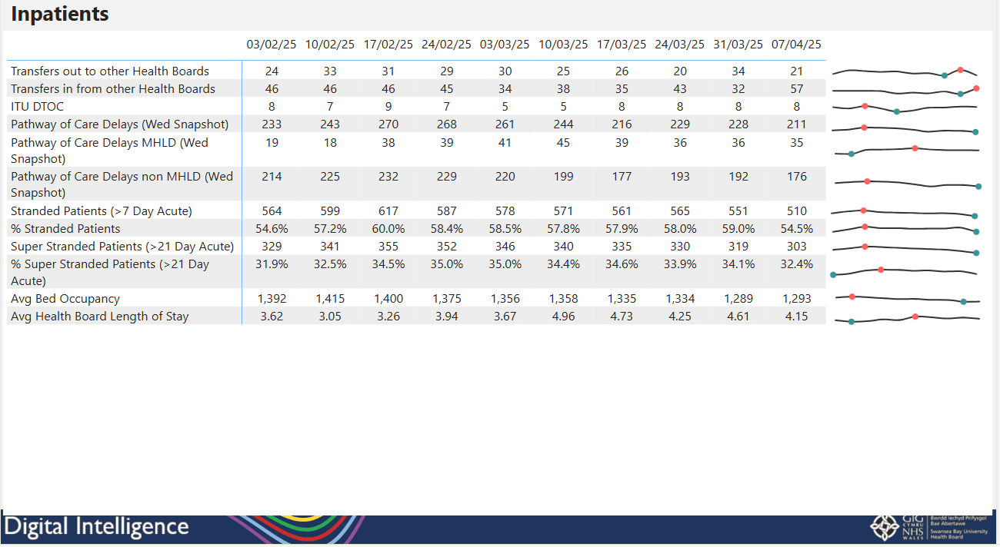 Inpatients
03/02/25 10/02/25 17/02/25 24/02/25 03/03/25 10/03/25 17/03/25 24/03/25 31/03/25 07/04/25
Transfers out to other Health Boards 24 33 31 29 30 25 26 20 34 21
Transfers in from other Health Boards 46 46 46 45 34 38 35 43 32 57
ITU DTOC 8 7 9 7 5 5 8 8 8 8
Pathway of Care Delays (Wed Snapshot) 233 243 270 268 261 244 216 229 228 211
Pathway of Care Delays MHLD (Wed 19 18 38 39 41 45 39 36 36 35
Snapshot)
Pathway of Care Delays non MHLD (Wed 214 225 232 229 220 199 177 193 192 176
Snapshot)
Stranded Patients (>7 Day Acute) 564 599 617 587 578 571 561 565 551 510
% Stranded Patients 54.6% 57.2% 60.0% 58.4% 58.5% 57.8% 57.9% 58.0% 59.0% 54.5%
Super Stranded Patients (>21 Day Acute) 329 341 355 352 346 340 335 330 319 303
% Super Stranded Patients (>21 Day 31.9% 32.5% 34.5% 35.0% 35.0% 34.4% 34.6% 33.9% 34.1% 32.4%
Acute)
Avg Bed Occupancy 1,392 1,415 1,400 1,375 1,356 1,358 1,335 1,334 1,289 1,293
Avg Health Board Length of Stay 3.62 3.05 3.26 3.94 3.67 4.96 4.73 4.25 4.61 4.15
Digital Intelligence
GIG
CYMRU
NHS
WALES
Bwrdd Iechyd Prifysgol
Bae Abertawe
Swansea Bay University
Health Board